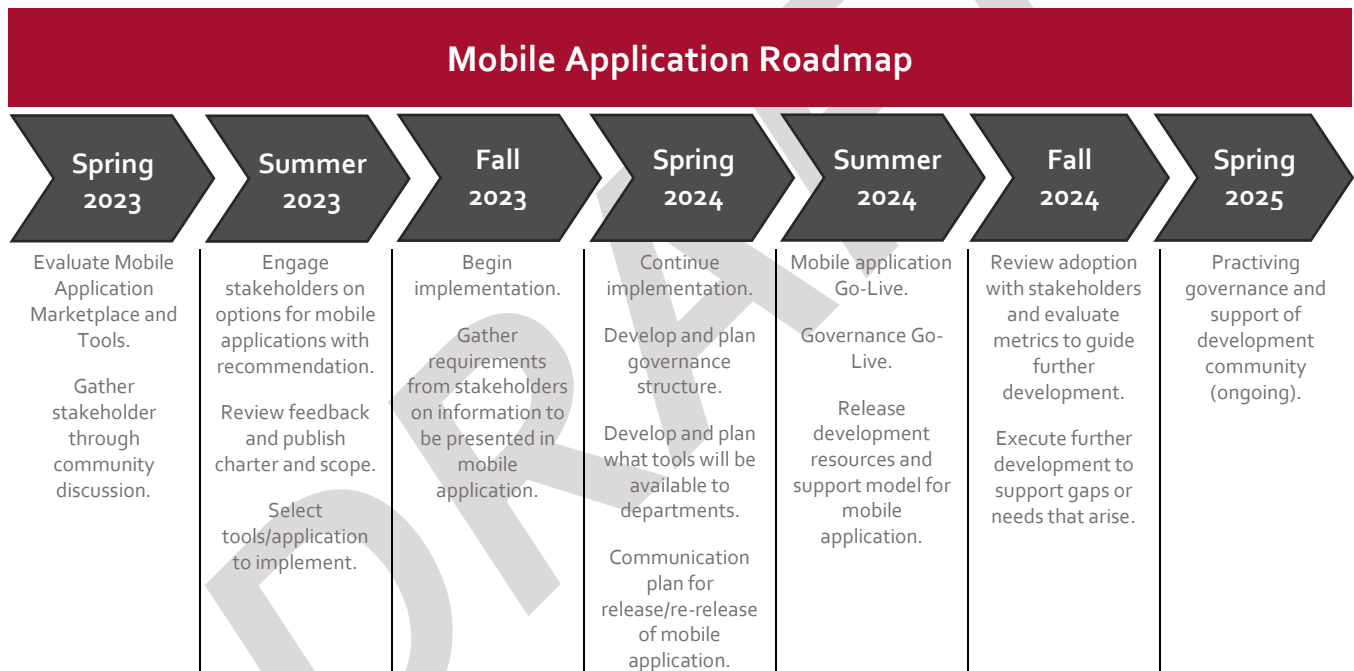 Mobile Application Roadmap
Spring
2023
Summer
2023
Fall
2023
Spring
2024
Summer
2024
Fall
2024
Spring
2025
Evaluate Mobile
Application
Marketplace and
Tools.
Gather
stakeholder
through
community
discussion.
Engage
stakeholders on
options for mobile
applications with
recommendation.
Review feedback
and publish
charter and scope.
Select
tools/application
to implement.
Begin
implementation.
Gather
requirements
from stakeholders
on information to
be presented in
mobile
application.
Continue
implementation.
Develop and plan
governance
structure.
Develop and plan
what tools will be
available to
departments.
Communication
plan for
release/re-release
of mobile
application.
Mobile application
Go-Live.
Governance Go-
Live.
Release
development
resources and
support model for
mobile
application.
Review adoption
with stakeholders
and evaluate
metrics to guide
further
development.
Execute further
development to
support gaps or
needs that arise.
Practiving
governance and
support of
development
community
(ongoing).
DRAFT